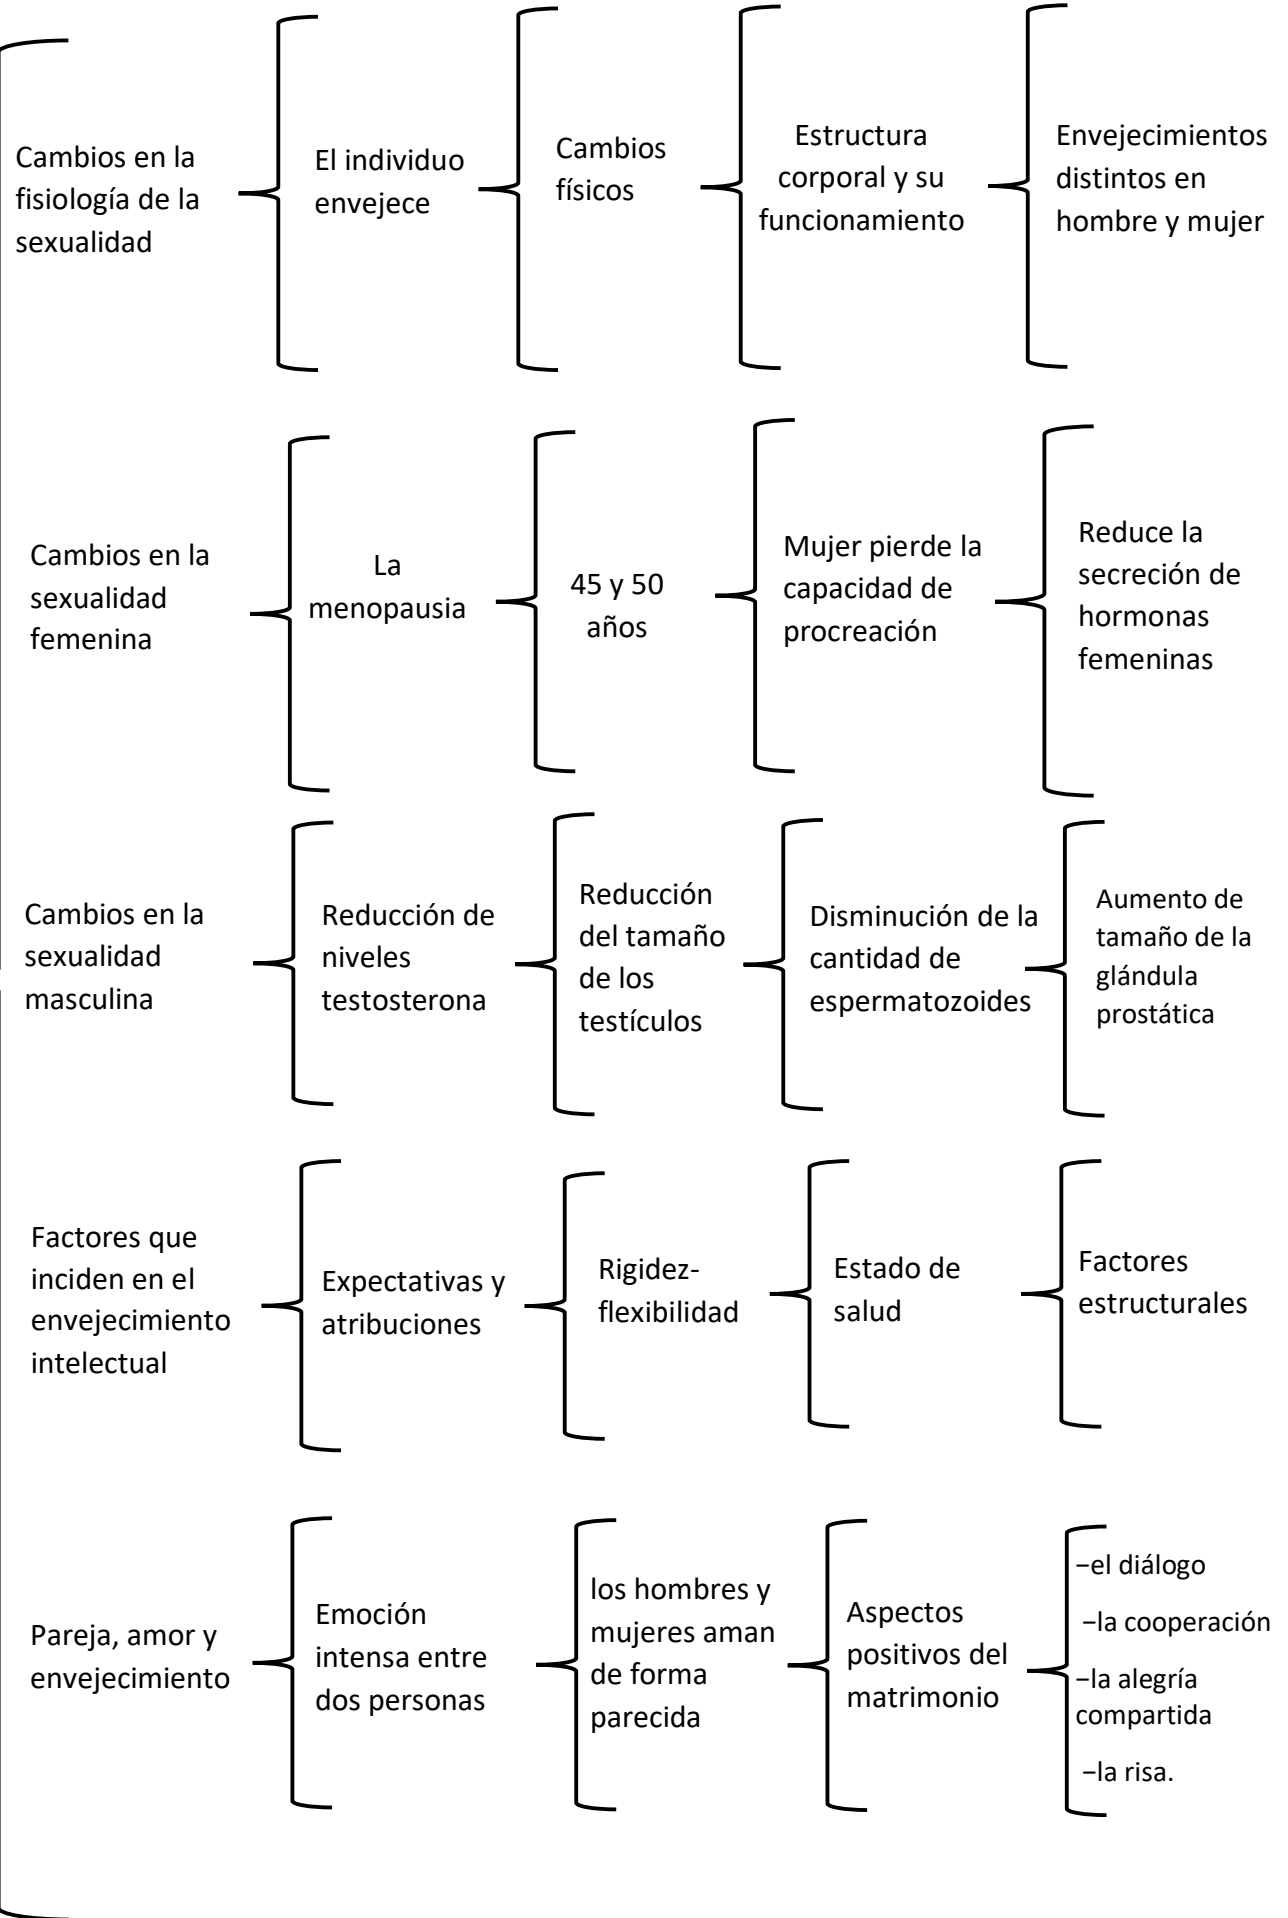 Cambios en la
fisiología de la
sexualidad
El individuo
envejece
Cambios
físicos
Estructura
corporal y su
funcionamiento
Envejecimientos
distintos en
hombre y mujer
Cambios en la
sexualidad
femenina
La
menopausia
45 y 50
años
Mujer pierde la
capacidad de
procreación
Reduce la
secreción de
hormonas
femeninas
Cambios en la
sexualidad
masculina
Reducción de
niveles
testosterona
Reducción
del tamaño
de los
testículos
Disminución de la
cantidad de
espermatozoides
Aumento de
tamaño de la
glándula
prostática
Factores que
inciden en el
envejecimiento
intelectual
Expectativas y
atribuciones
Rigidez-
flexibilidad
Estado de
salud
Factores
estructurales
Pareja, amor y
envejecimiento
Emoción
intensa entre
dos personas
los hombres y
mujeres aman
de forma
parecida
Aspectos
positivos del
matrimonio
−el diálogo
−la cooperación
−la alegría
compartida
−la risa.